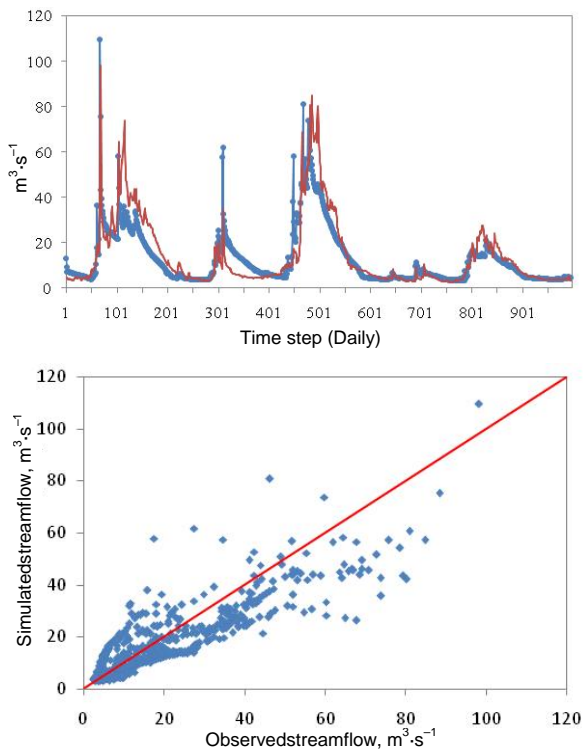 120
100
80
60
40
20
0
m³·s⁻¹
1 101 201 301 401 501 601 701 801 901
Time step (Daily)
120
100
80
60
40
20
0
Simulatedstreamflow, m³·s⁻¹
0 20 40 60 80 100 120
Observedstreamflow, m³·s⁻¹